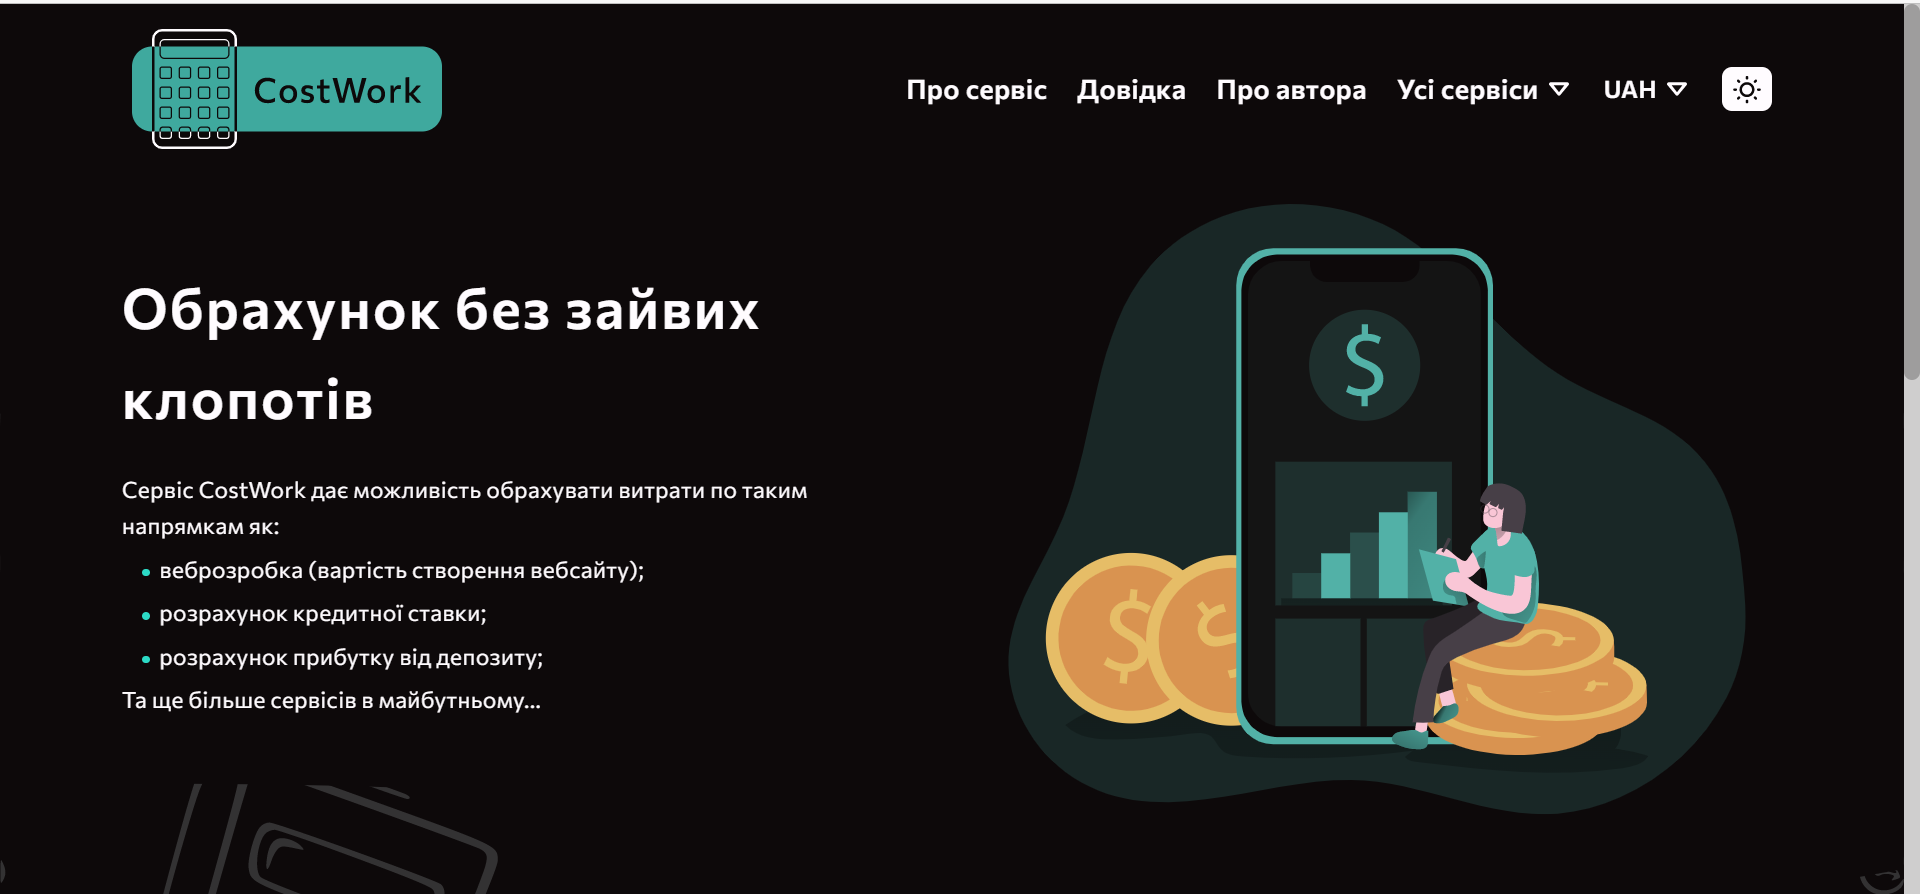 CostWork
Про сервіс Довідка Про автора Усі сервіси UAH
Обрахунок без зайвих
клопотів
Сервіс CostWork дає можливість обрахувати витрати по таким
напрямкам як:
веброзробка (вартість створення вебсайту);
розрахунок кредитної ставки;
розрахунок прибутку від депозиту;
Та ще більше сервісів в майбутньому...
$
$
$